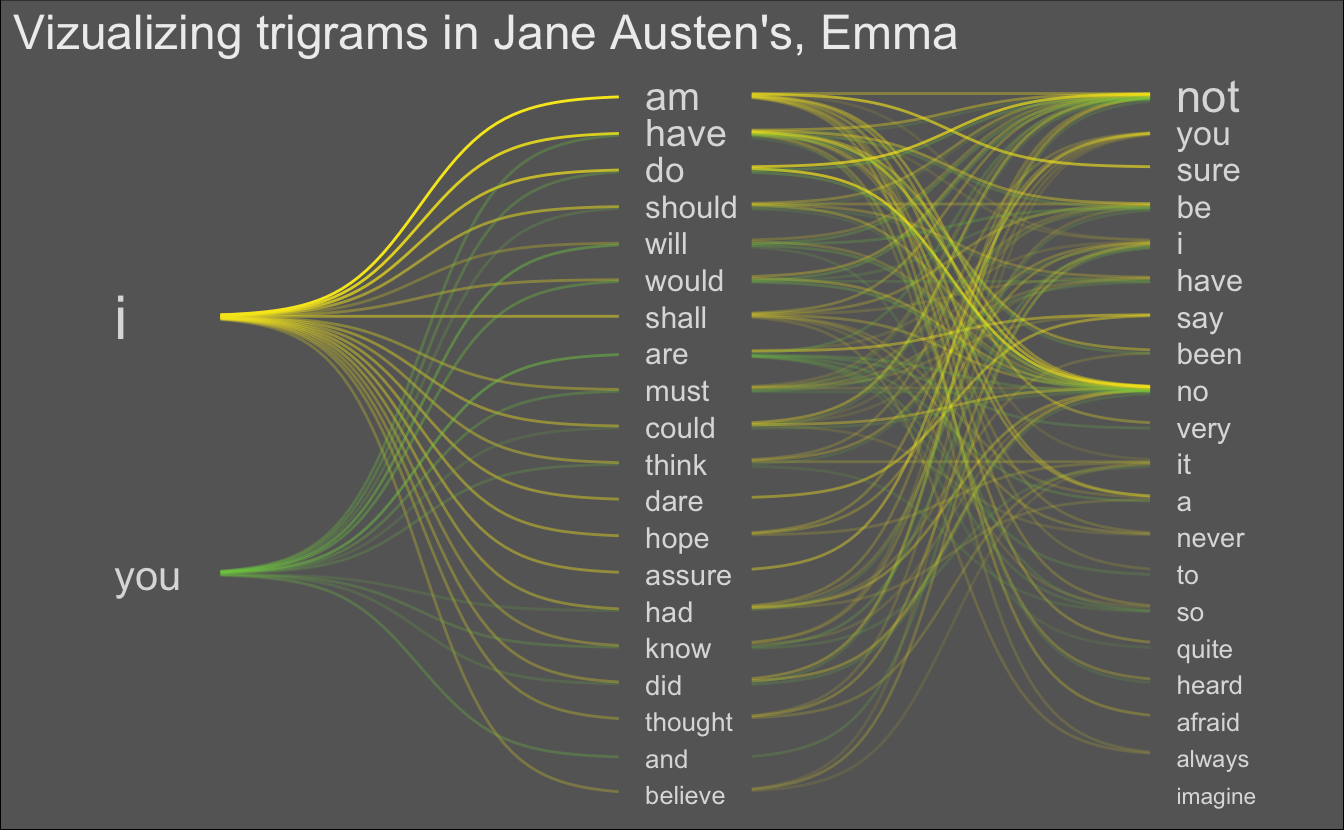 Vizualizing trigrams in Jane Austen's, Emma
i
you
am
have
do
should
will
would
shall
are
must
could
think
dare
hope
assure
had
know
did
thought
and
believe
not
you
sure
be
i
have
say
been
no
very
it
a
never
to
so
quite
heard
afraid
always
imagine